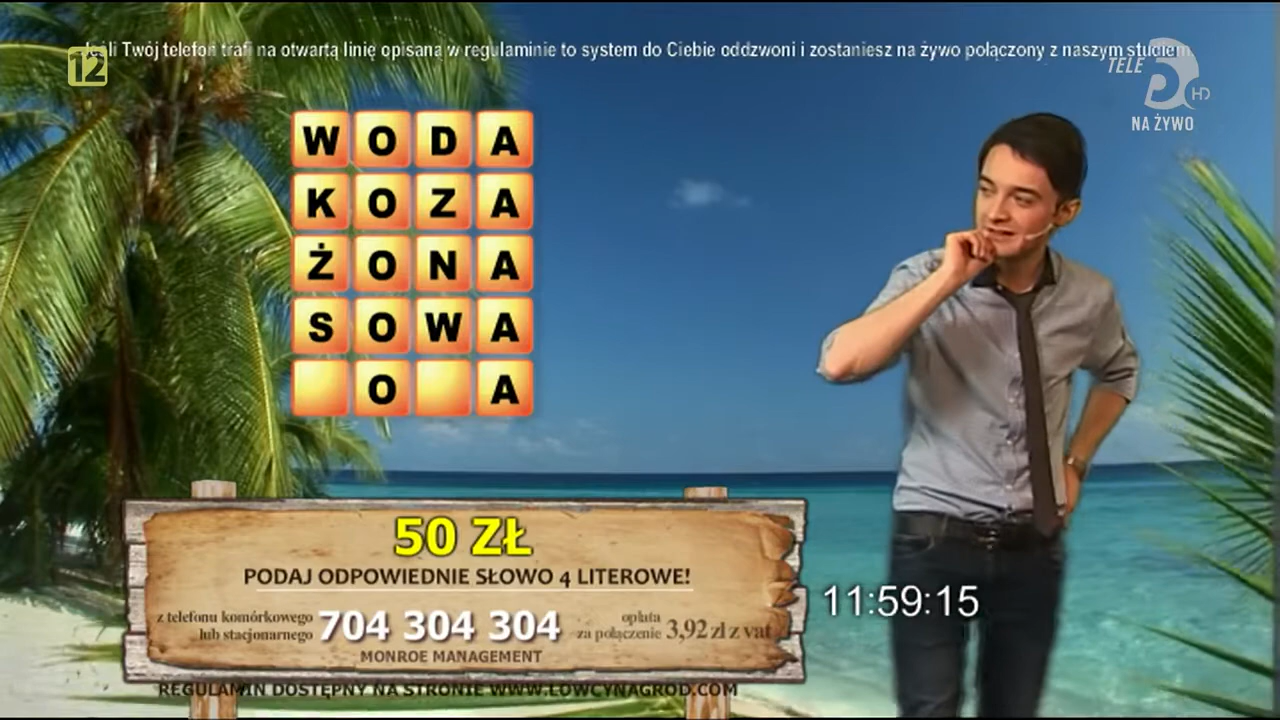 Jeśli Twój telefon trafi na otwartą linię opisaną w regulaminie to system do Ciebie oddzwoni i zostaniesz na żywo połączony z naszym studiem.
12
TELE 5 HD
NA ŻYWO
W O D A
K O Z A
Ż O N A
S O W A
O A
50 ZŁ
PODAJ ODPOWIEDNIE SŁOWO 4 LITEROWE!
z telefonu komórkowego
lub stacjonarnego
704 304 304
opłata
za połączenie 3,92 zł z vat
MONROE MANAGEMENT
11:59:15
REGULAMIN DOSTĘPNY NA STRONIE WWW.LOWCYNAGROD.COM